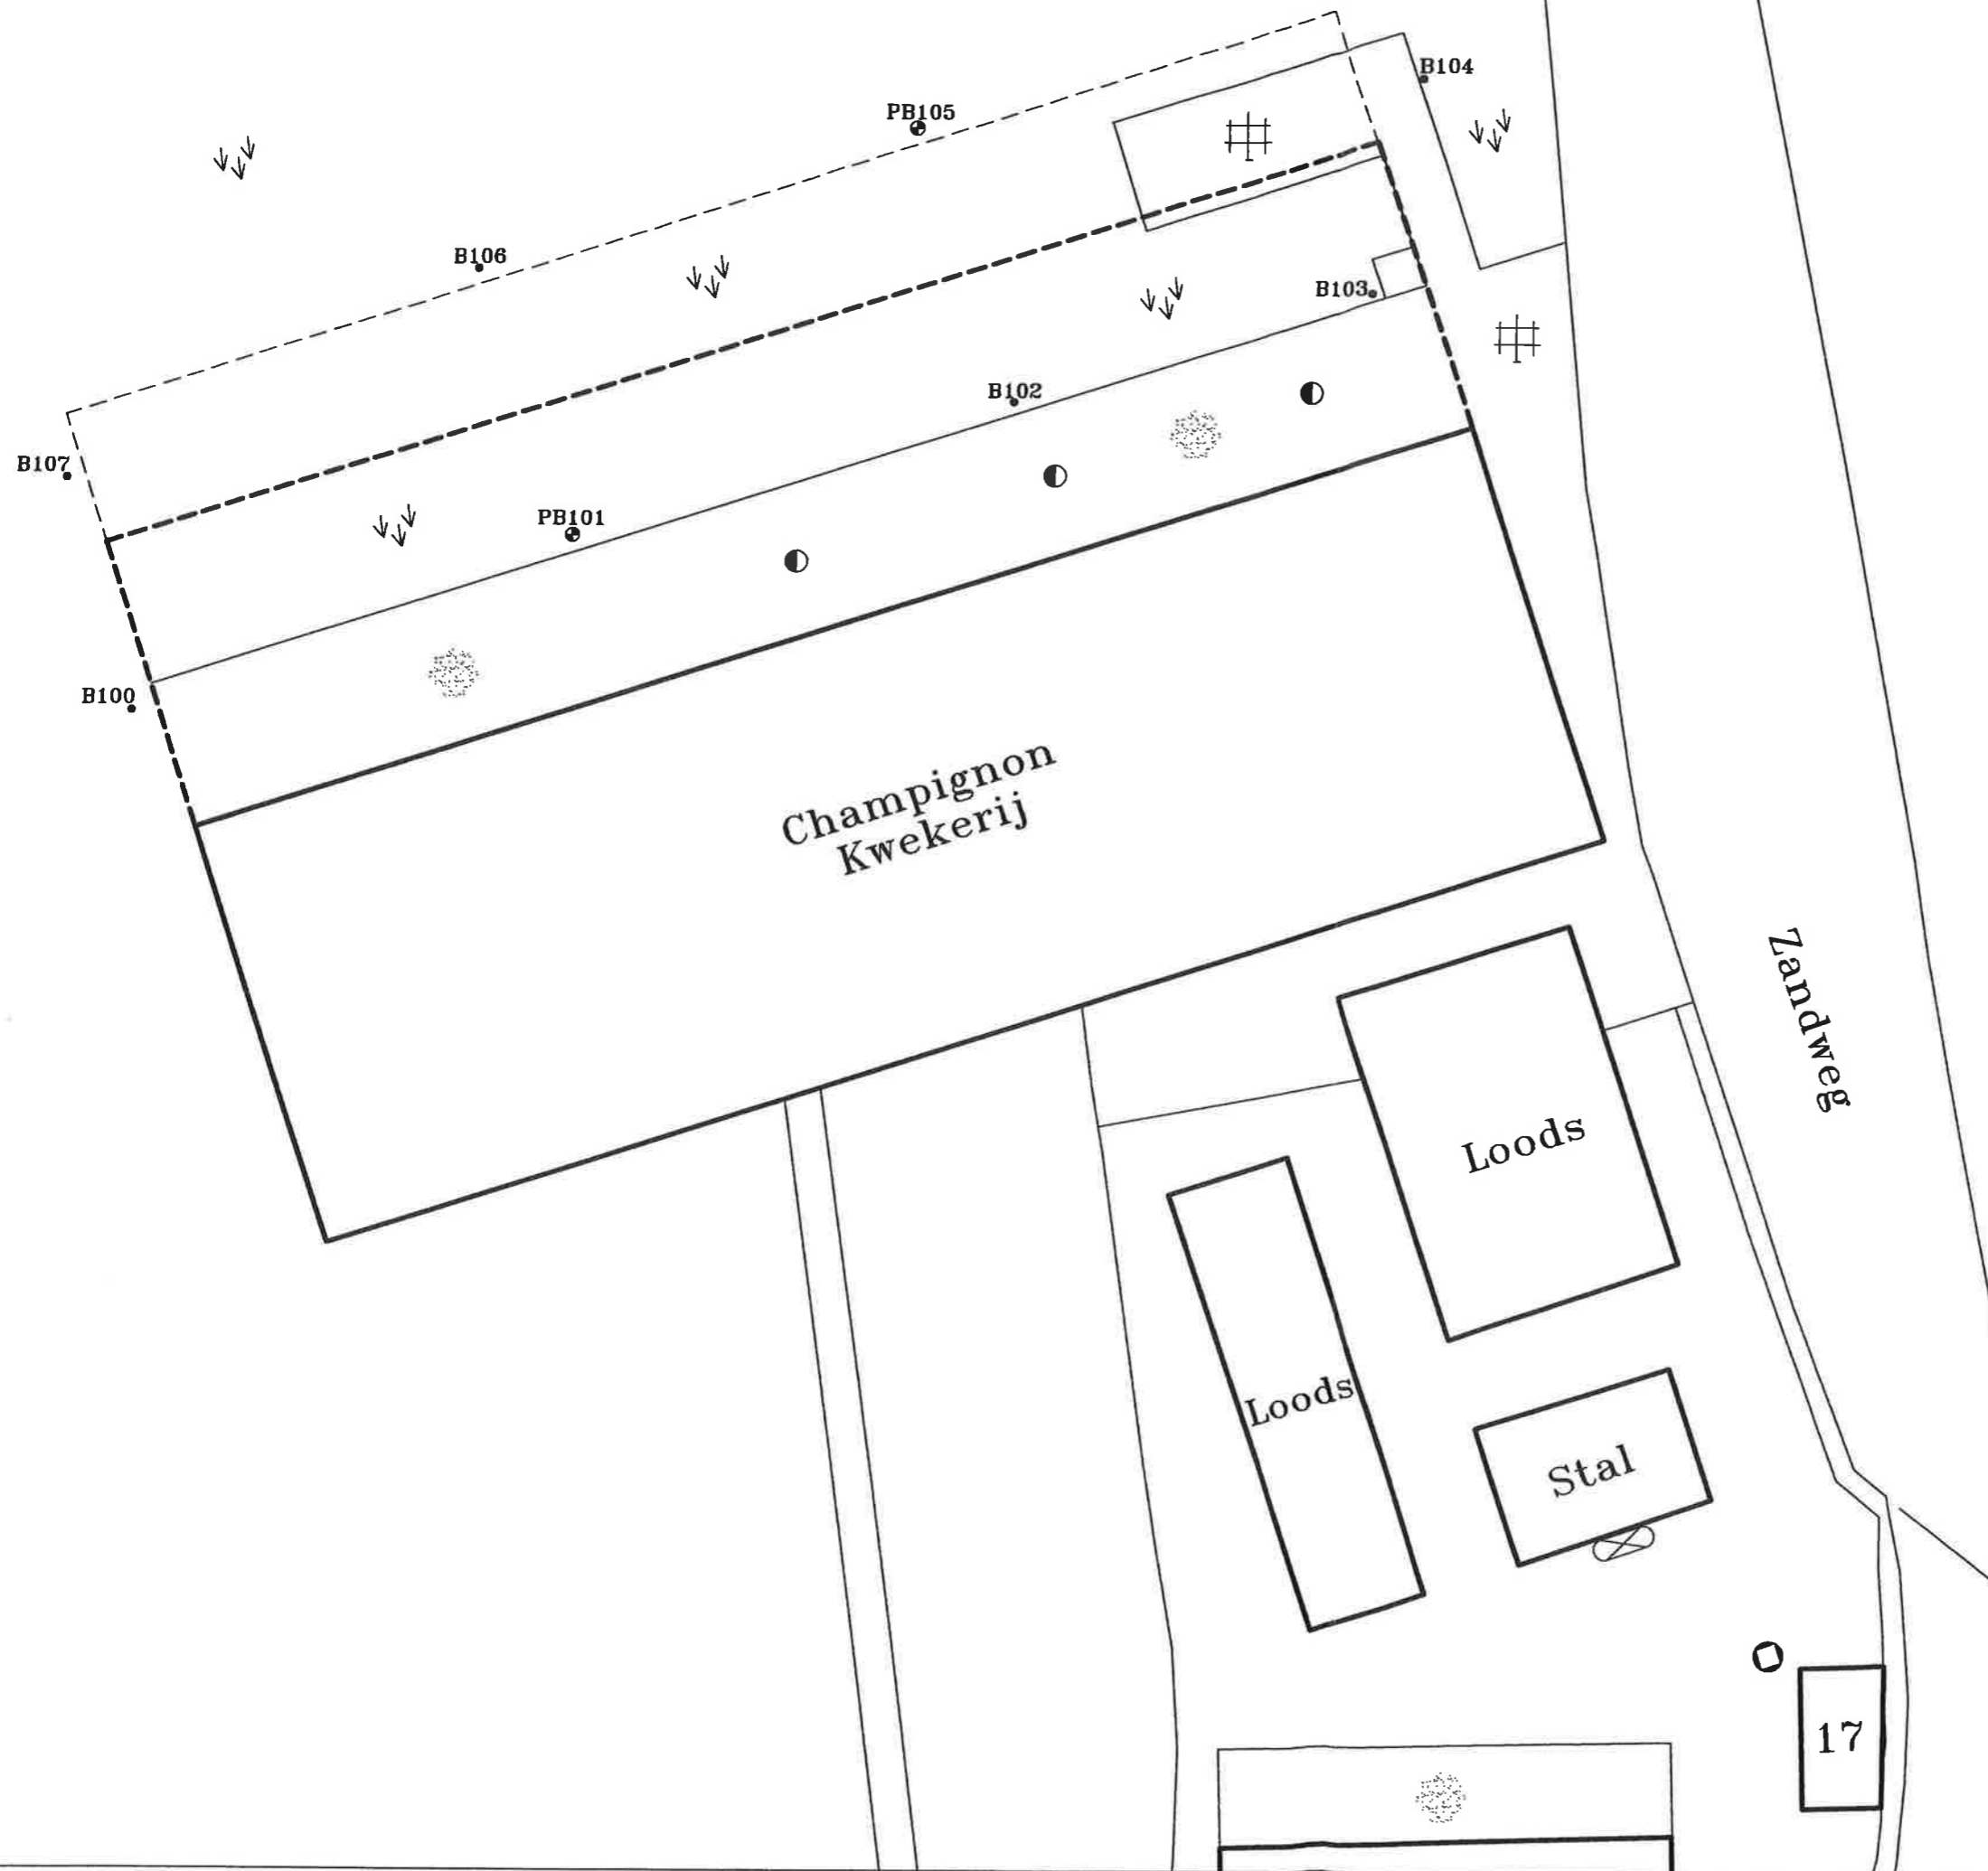 B104
PB105
B106
B103
B102
B107
PB101
B100
Champignon
Kwekerij
Zandweg
Loods
Loods
Stal
17